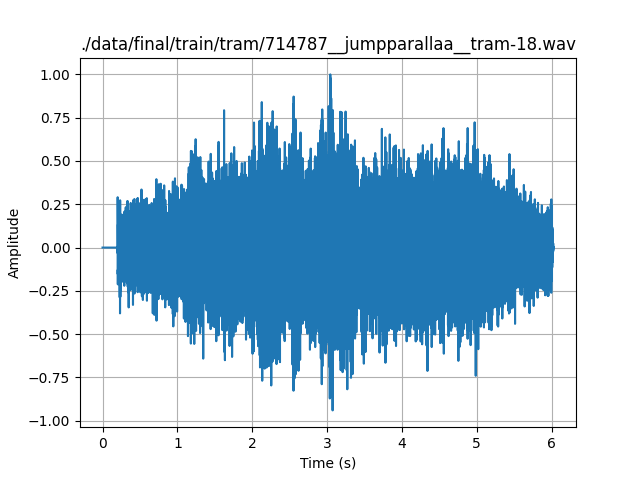 ./data/final/train/tram/714787__jumpparallaa__tram-18.wav
1.00
0.75
0.50
0.25
0.00
−0.25
−0.50
−0.75
−1.00
Amplitude
0 1 2 3 4 5 6
Time (s)